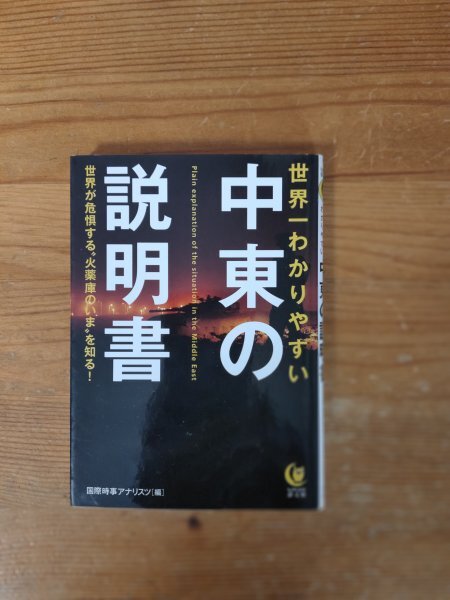 世界一わかりやすい
中東の
説明書
Plain explanation of the situation in the Middle East
世界が危惧する“火薬庫のいま”を知る!
国際時事アナリスツ[編]